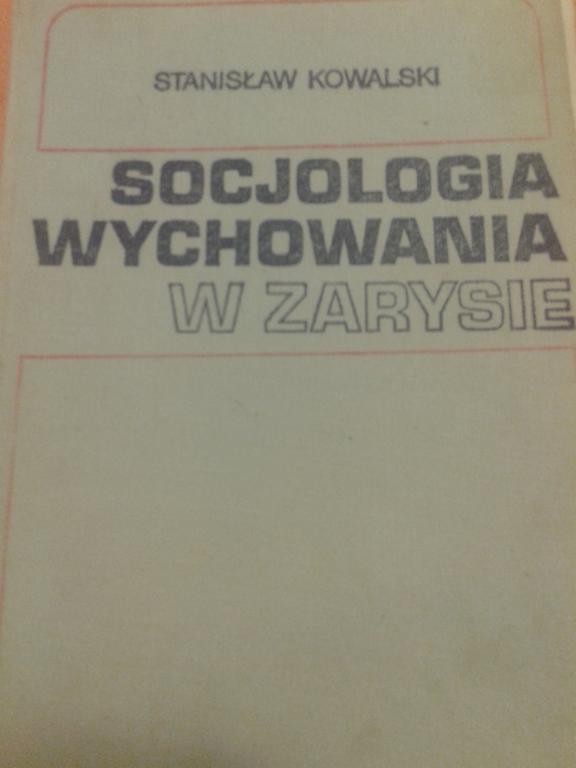 STANISŁAW KOWALSKI
SOCJOLOGIA
WYCHOWANIA
W ZARYSIE